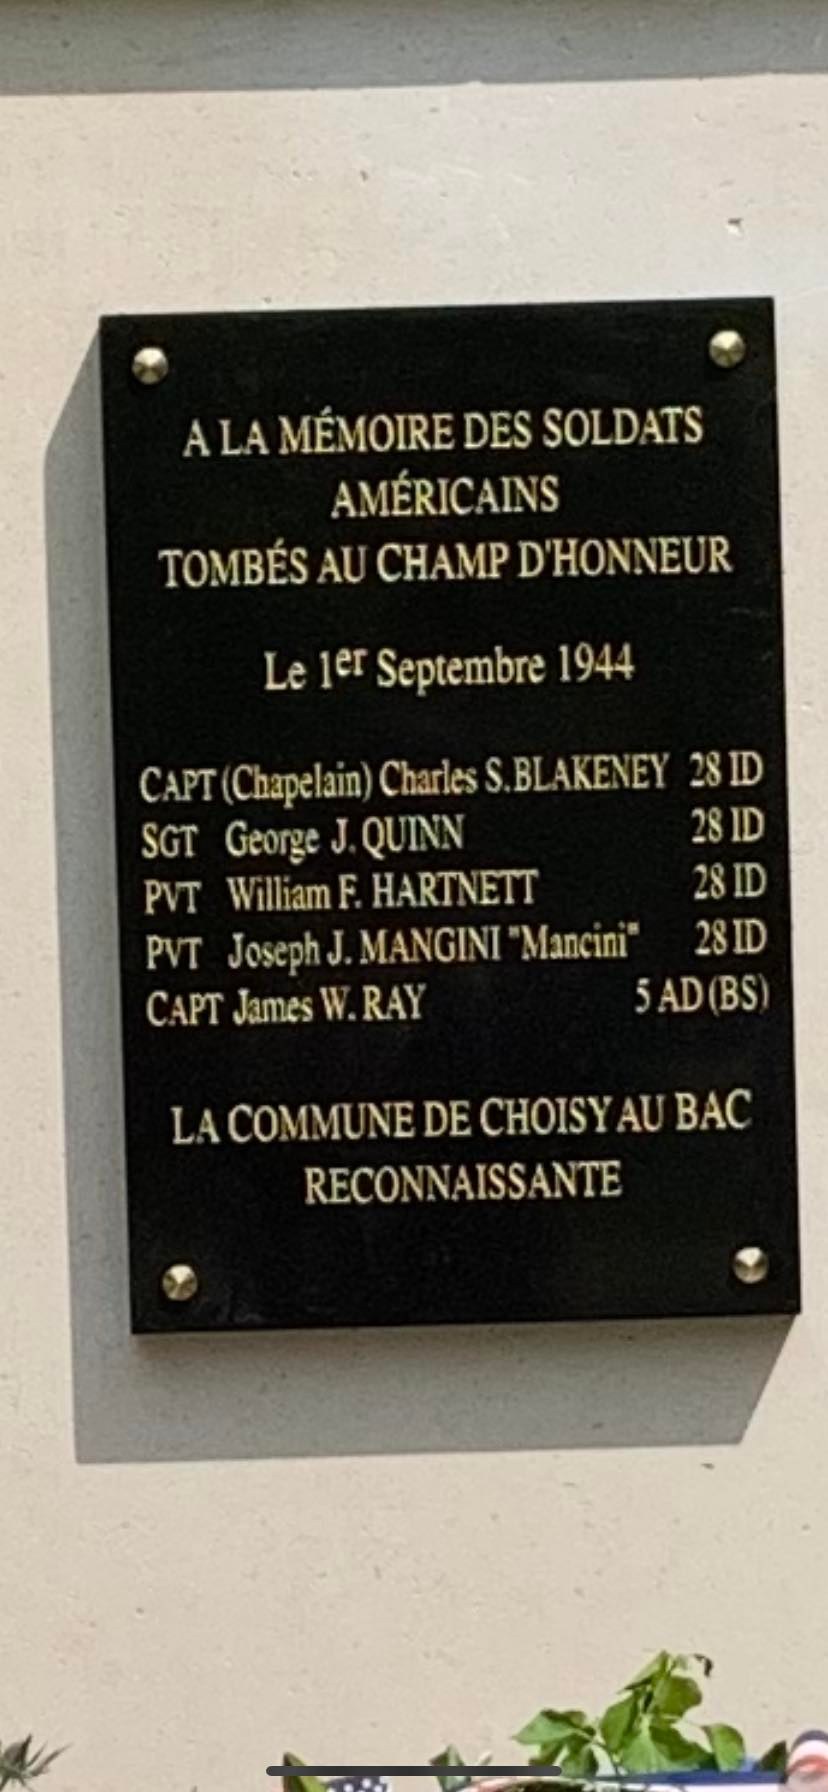 A LA MÉMOIRE DES SOLDATS
AMÉRICAINS
TOMBÉS AU CHAMP D'HONNEUR
Le 1er Septembre 1944
CAPT (Chapelain) Charles S.BLAKENEY 28 ID
SGT George J. QUINN 28 ID
PVT William F. HARTNETT 28 ID
PVT Joseph J. MANGINI "Mancini" 28 ID
CAPT James W. RAY 5 AD (BS)
LA COMMUNE DE CHOISY AU BAC
RECONNAISSANTE